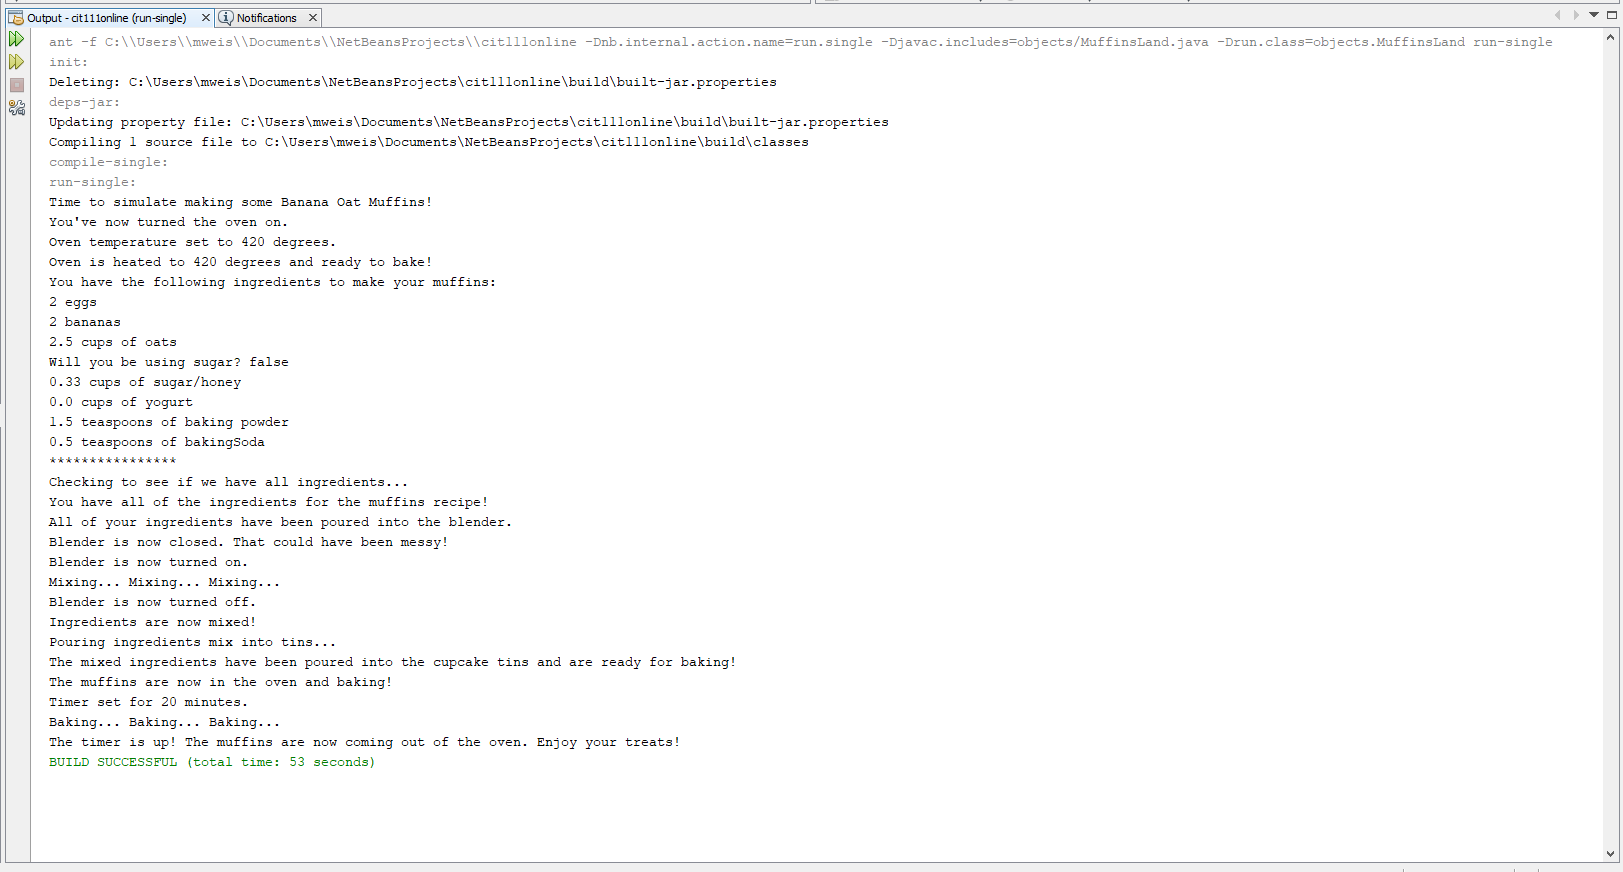 Output - cit111online (run-single) Notifications
ant -f C:\\Users\\mweis\\Documents\\NetBeansProjects\\cit111online -Dnb.internal.action.name=run.single -Djavac.includes=objects/MuffinsLand.java -Drun.class=objects.MuffinsLand run-single
init:
Deleting: C:\Users\mweis\Documents\NetBeansProjects\cit111online\build\built-jar.properties
deps-jar:
Updating property file: C:\Users\mweis\Documents\NetBeansProjects\cit111online\build\built-jar.properties
Compiling 1 source file to C:\Users\mweis\Documents\NetBeansProjects\cit111online\build\classes
compile-single:
run-single:
Time to simulate making some Banana Oat Muffins!
You've now turned the oven on.
Oven temperature set to 420 degrees.
Oven is heated to 420 degrees and ready to bake!
You have the following ingredients to make your muffins:
2 eggs
2 bananas
2.5 cups of oats
Will you be using sugar? false
0.33 cups of sugar/honey
0.0 cups of yogurt
1.5 teaspoons of baking powder
0.5 teaspoons of bakingSoda
****************
Checking to see if we have all ingredients...
You have all of the ingredients for the muffins recipe!
All of your ingredients have been poured into the blender.
Blender is now closed. That could have been messy!
Blender is now turned on.
Mixing... Mixing... Mixing...
Blender is now turned off.
Ingredients are now mixed!
Pouring ingredients mix into tins...
The mixed ingredients have been poured into the cupcake tins and are ready for baking!
The muffins are now in the oven and baking!
Timer set for 20 minutes.
Baking... Baking... Baking...
The timer is up! The muffins are now coming out of the oven. Enjoy your treats!
BUILD SUCCESSFUL (total time: 53 seconds)